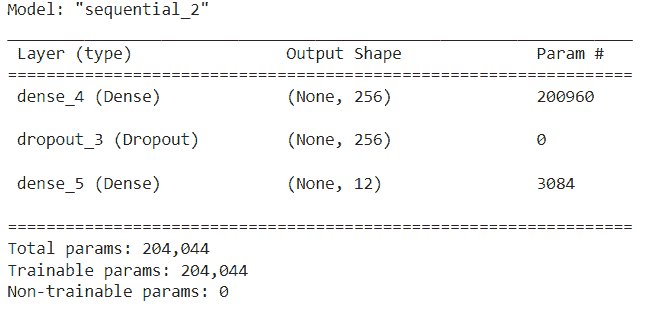 Model: "sequential_2"
Layer (type) Output Shape Param #
dense_4 (Dense) (None, 256) 200960
dropout_3 (Dropout) (None, 256) 0
dense_5 (Dense) (None, 12) 3084
Total params: 204,044
Trainable params: 204,044
Non-trainable params: 0